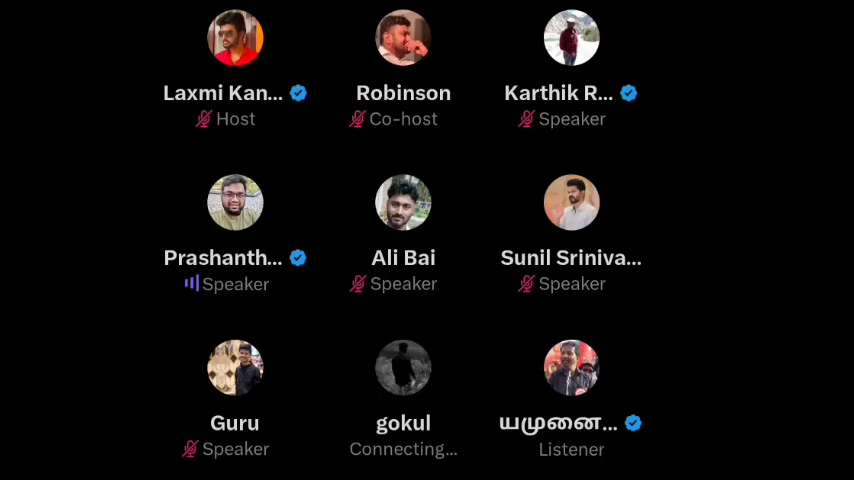 Laxmi Kan... Robinson Karthik R...
Host Co-host Speaker
Prashanth... Ali Bai Sunil Sriniva...
Speaker Speaker Speaker
Guru gokul யமுனை...
Speaker Connecting... Listener